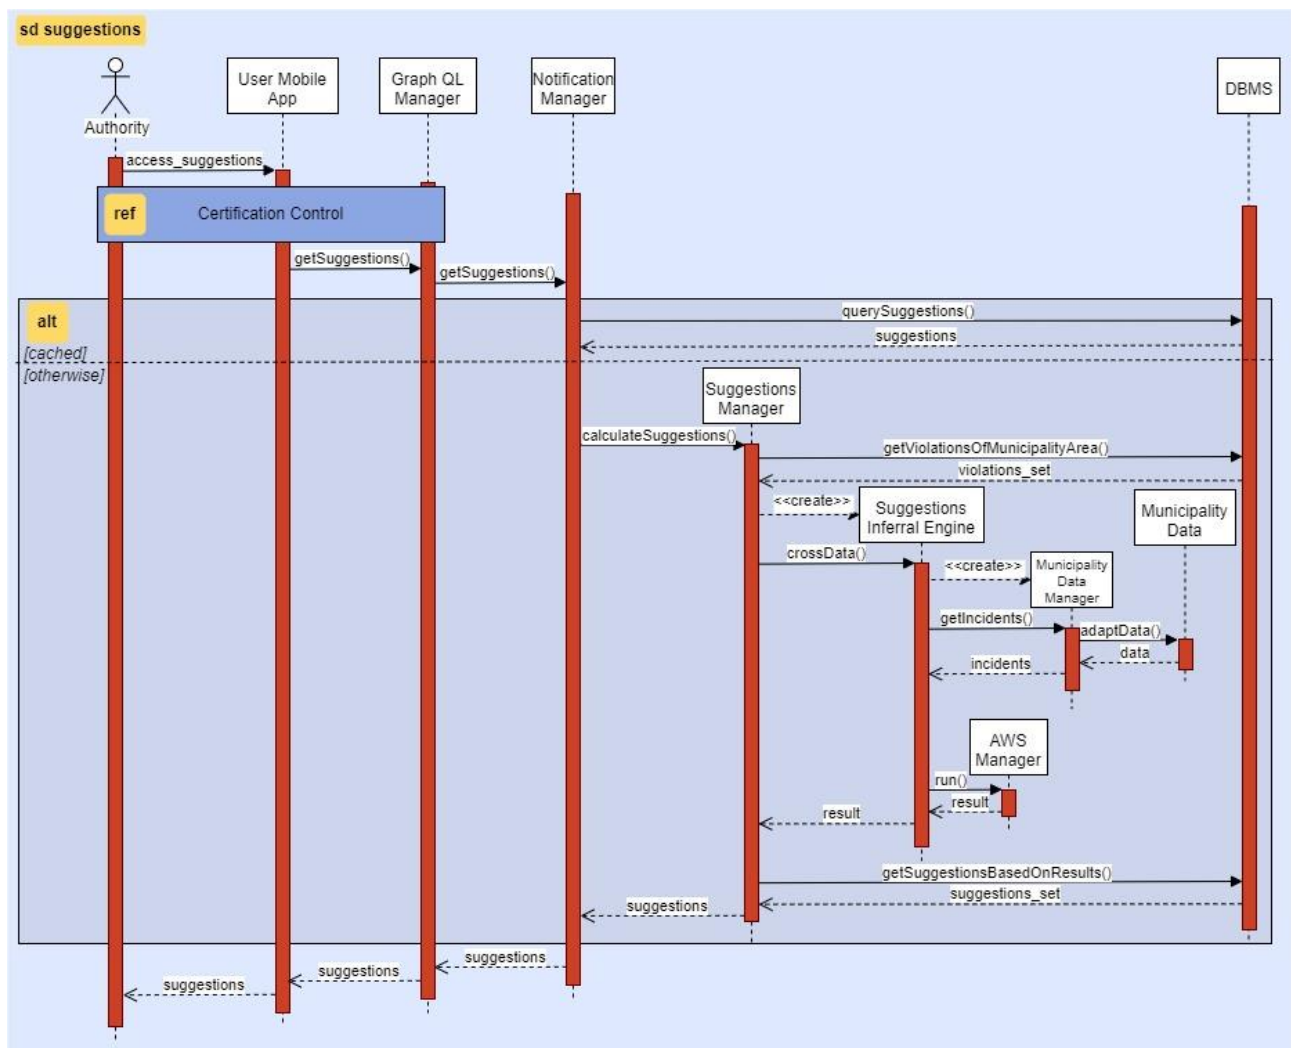 sd suggestions
User Mobile
App
Graph QL
Manager
Notification
Manager
DBMS
Authority
access_suggestions
ref
Certification Control
getSuggestions()
getSuggestions()
alt
querySuggestions()
suggestions
[cached]
[otherwise]
Suggestions
Manager
calculateSuggestions()
getViolationsOfMunicipalityArea()
violations_set
<<create>>
Suggestions
Inferral Engine
Municipality
Data
crossData()
<<create>>
Municipality
Data
Manager
getIncidents()
adaptData()
data
incidents
AWS
Manager
run()
result
result
getSuggestionsBasedOnResults()
suggestions_set
suggestions
suggestions
suggestions
suggestions